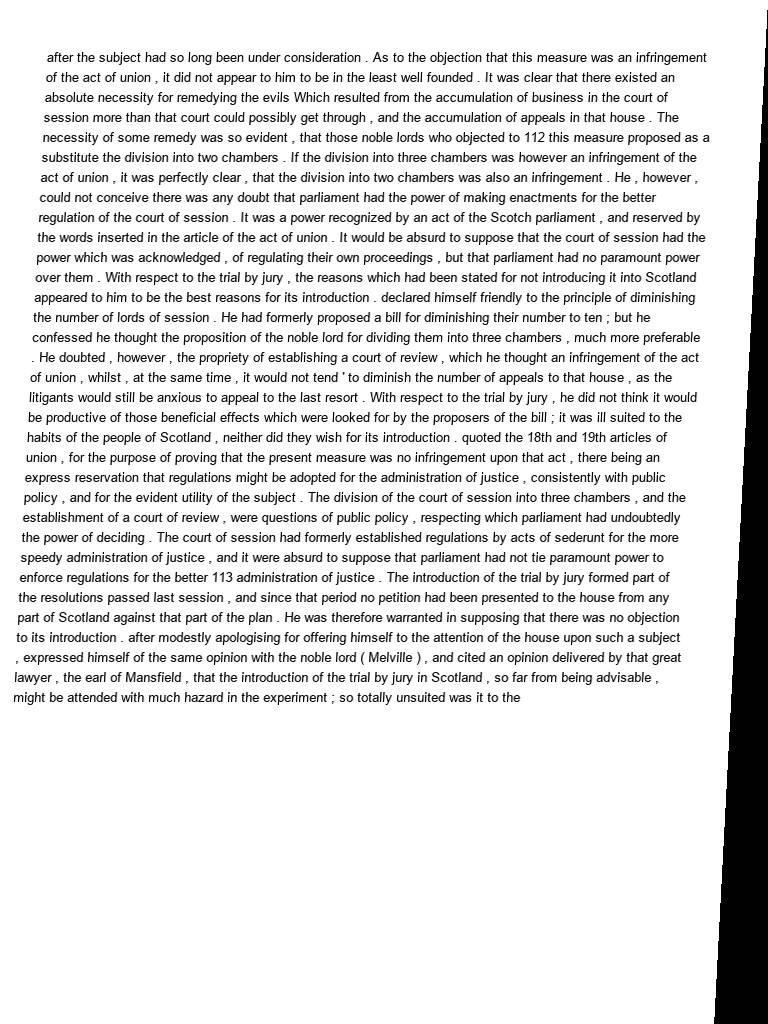 after the subject had so long been under consideration . As to the objection that this measure was an infringement
of the act of union , it did not appear to him to be in the least well founded . It was clear that there existed an
absolute necessity for remedying the evils Which resulted from the accumulation of business in the court of
session more than that court could possibly get through , and the accumulation of appeals in that house . The
necessity of some remedy was so evident , that those noble lords who objected to 112 this measure proposed as a
substitute the division into two chambers . If the division into three chambers was however an infringement of the
act of union , it was perfectly clear , that the division into two chambers was also an infringement . He , however ,
could not conceive there was any doubt that parliament had the power of making enactments for the better
regulation of the court of session . It was a power recognized by an act of the Scotch parliament , and reserved by
the words inserted in the article of the act of union . It would be absurd to suppose that the court of session had the
power which was acknowledged , of regulating their own proceedings , but that parliament had no paramount power
over them . With respect to the trial by jury , the reasons which had been stated for not introducing it into Scotland
appeared to him to be the best reasons for its introduction . declared himself friendly to the principle of diminishing
the number of lords of session . He had formerly proposed a bill for diminishing their number to ten ; but he
confessed he thought the proposition of the noble lord for dividing them into three chambers , much more preferable
. He doubted , however , the propriety of establishing a court of review , which he thought an infringement of the act
of union , whilst , at the same time , it would not tend ' to diminish the number of appeals to that house , as the
litigants would still be anxious to appeal to the last resort . With respect to the trial by jury , he did not think it would
be productive of those beneficial effects which were looked for by the proposers of the bill ; it was ill suited to the
habits of the people of Scotland , neither did they wish for its introduction . quoted the 18th and 19th articles of
union , for the purpose of proving that the present measure was no infringement upon that act , there being an
express reservation that regulations might be adopted for the administration of justice , consistently with public
policy , and for the evident utility of the subject . The division of the court of session into three chambers , and the
establishment of a court of review , were questions of public policy , respecting which parliament had undoubtedly
the power of deciding . The court of session had formerly established regulations by acts of sederunt for the more
speedy administration of justice , and it were absurd to suppose that parliament had not tie paramount power to
enforce regulations for the better 113 administration of justice . The introduction of the trial by jury formed part of
the resolutions passed last session , and since that period no petition had been presented to the house from any
part of Scotland against that part of the plan . He was therefore warranted in supposing that there was no objection
to its introduction . after modestly apologising for offering himself to the attention of the house upon such a subject
, expressed himself of the same opinion with the noble lord ( Melville ) , and cited an opinion delivered by that great
lawyer , the earl of Mansfield , that the introduction of the trial by jury in Scotland , so far from being advisable ,
might be attended with much hazard in the experiment ; so totally unsuited was it to the